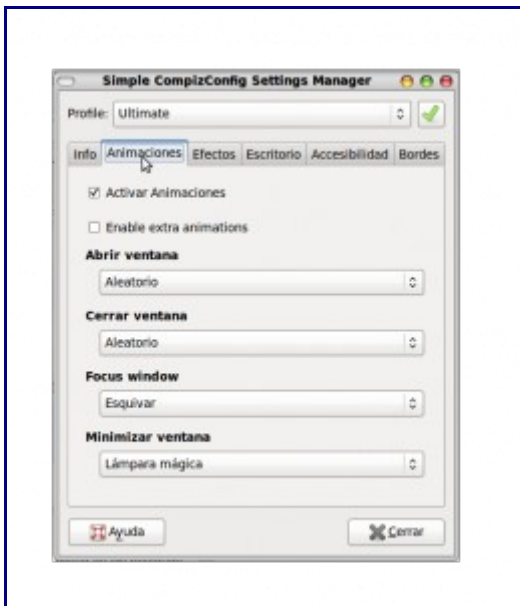 Simple CompizConfig Settings Manager
Profile: Ultimate
Info Animaciones Efectos Escritorio Accesibilidad Bordes
Activar Animaciones
Enable extra animations
Abrir ventana
Aleatorio
Cerrar ventana
Aleatorio
Focus window
Esquivar
Minimizar ventana
Lámpara mágica
Ayuda Cerrar